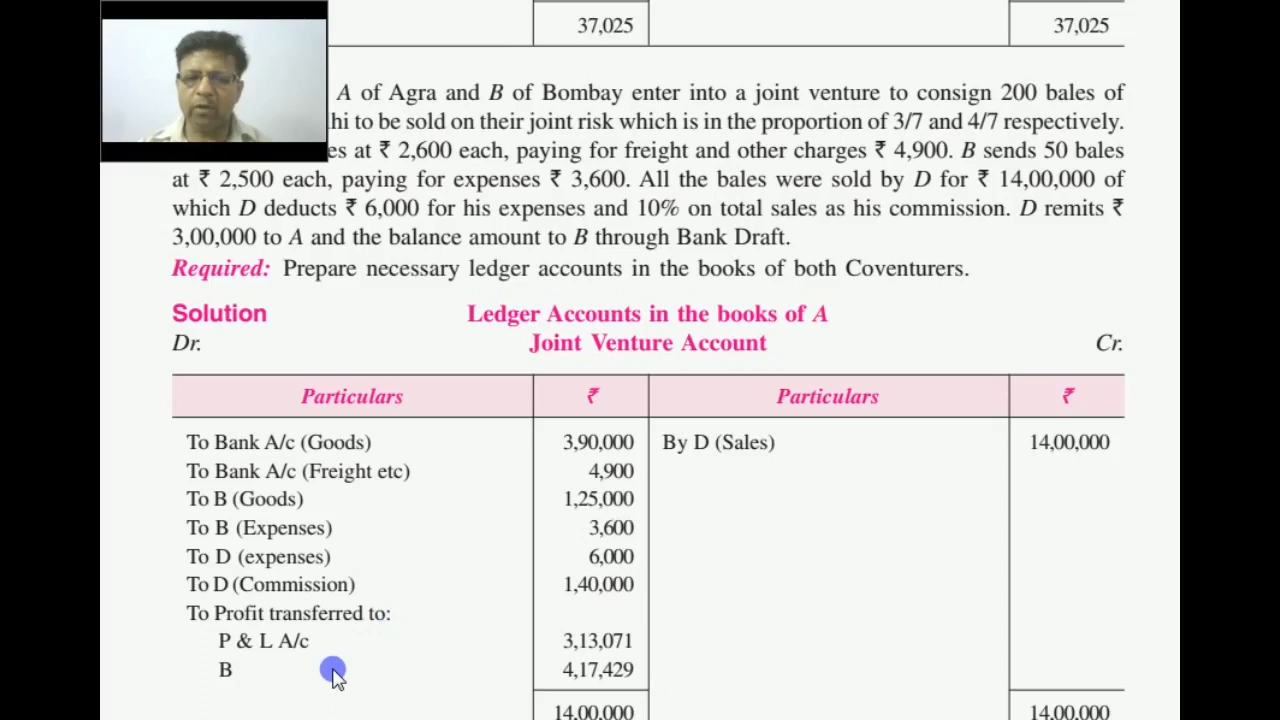 37,025 37,025
A of Agra and B of Bombay enter into a joint venture to consign 200 bales of
hi to be sold on their joint risk which is in the proportion of 3/7 and 4/7 respectively.
es at ₹ 2,600 each, paying for freight and other charges ₹ 4,900. B sends 50 bales
at ₹ 2,500 each, paying for expenses ₹ 3,600. All the bales were sold by D for ₹ 14,00,000 of
which D deducts ₹ 6,000 for his expenses and 10% on total sales as his commission. D remits ₹
3,00,000 to A and the balance amount to B through Bank Draft.
Required: Prepare necessary ledger accounts in the books of both Coventurers.
Solution Ledger Accounts in the books of A
Dr. Joint Venture Account Cr.
Particulars ₹ Particulars ₹
To Bank A/c (Goods) 3,90,000 By D (Sales) 14,00,000
To Bank A/c (Freight etc) 4,900
To B (Goods) 1,25,000
To B (Expenses) 3,600
To D (expenses) 6,000
To D (Commission) 1,40,000
To Profit transferred to:
P & L A/c 3,13,071
B 4,17,429
14,00,000 14,00,000